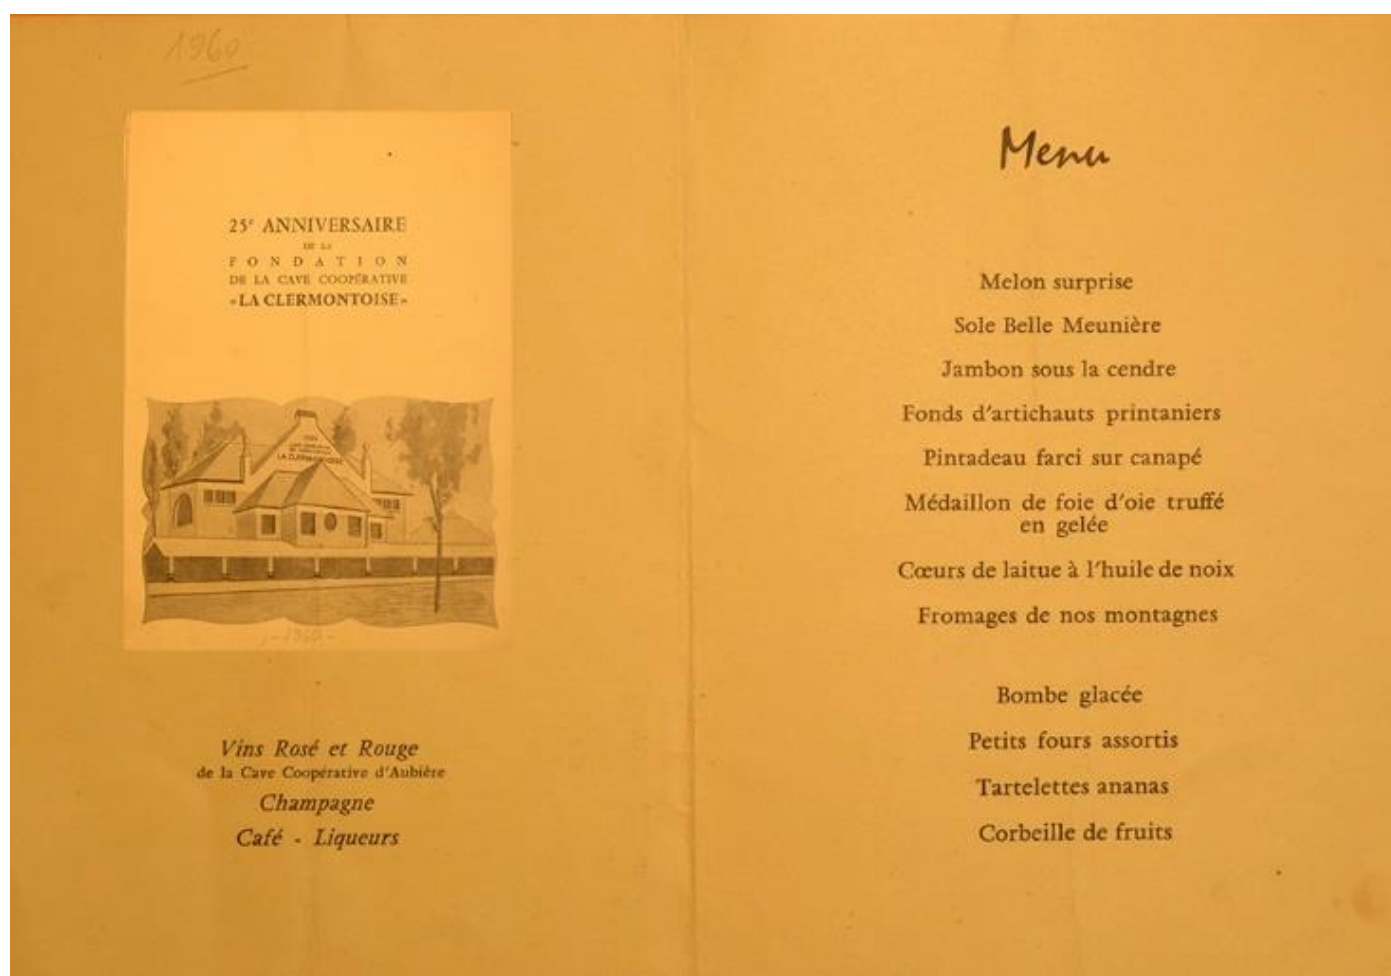 1960
25e ANNIVERSAIRE
DE LA
FONDATION
DE LA CAVE COOPÉRATIVE
«LA CLERMONTOISE»
LA CLERMONTOISE
Vins Rosé et Rouge
de la Cave Coopérative d'Aubière
Champagne
Café - Liqueurs
Menu
Melon surprise
Sole Belle Meunière
Jambon sous la cendre
Fonds d'artichauts printaniers
Pintadeau farci sur canapé
Médaillon de foie d'oie truffé
en gelée
Cœurs de laitue à l'huile de noix
Fromages de nos montagnes
Bombe glacée
Petits fours assortis
Tartelettes ananas
Corbeille de fruits